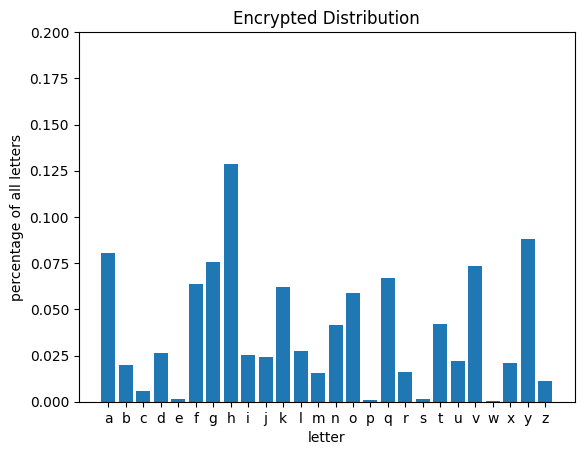 Encrypted Distribution
0.200
0.175
0.150
0.125
0.100
0.075
0.050
0.025
0.000
percentage of all letters
a b c d e f g h i j k l m n o p q r s t u v w x y z
letter